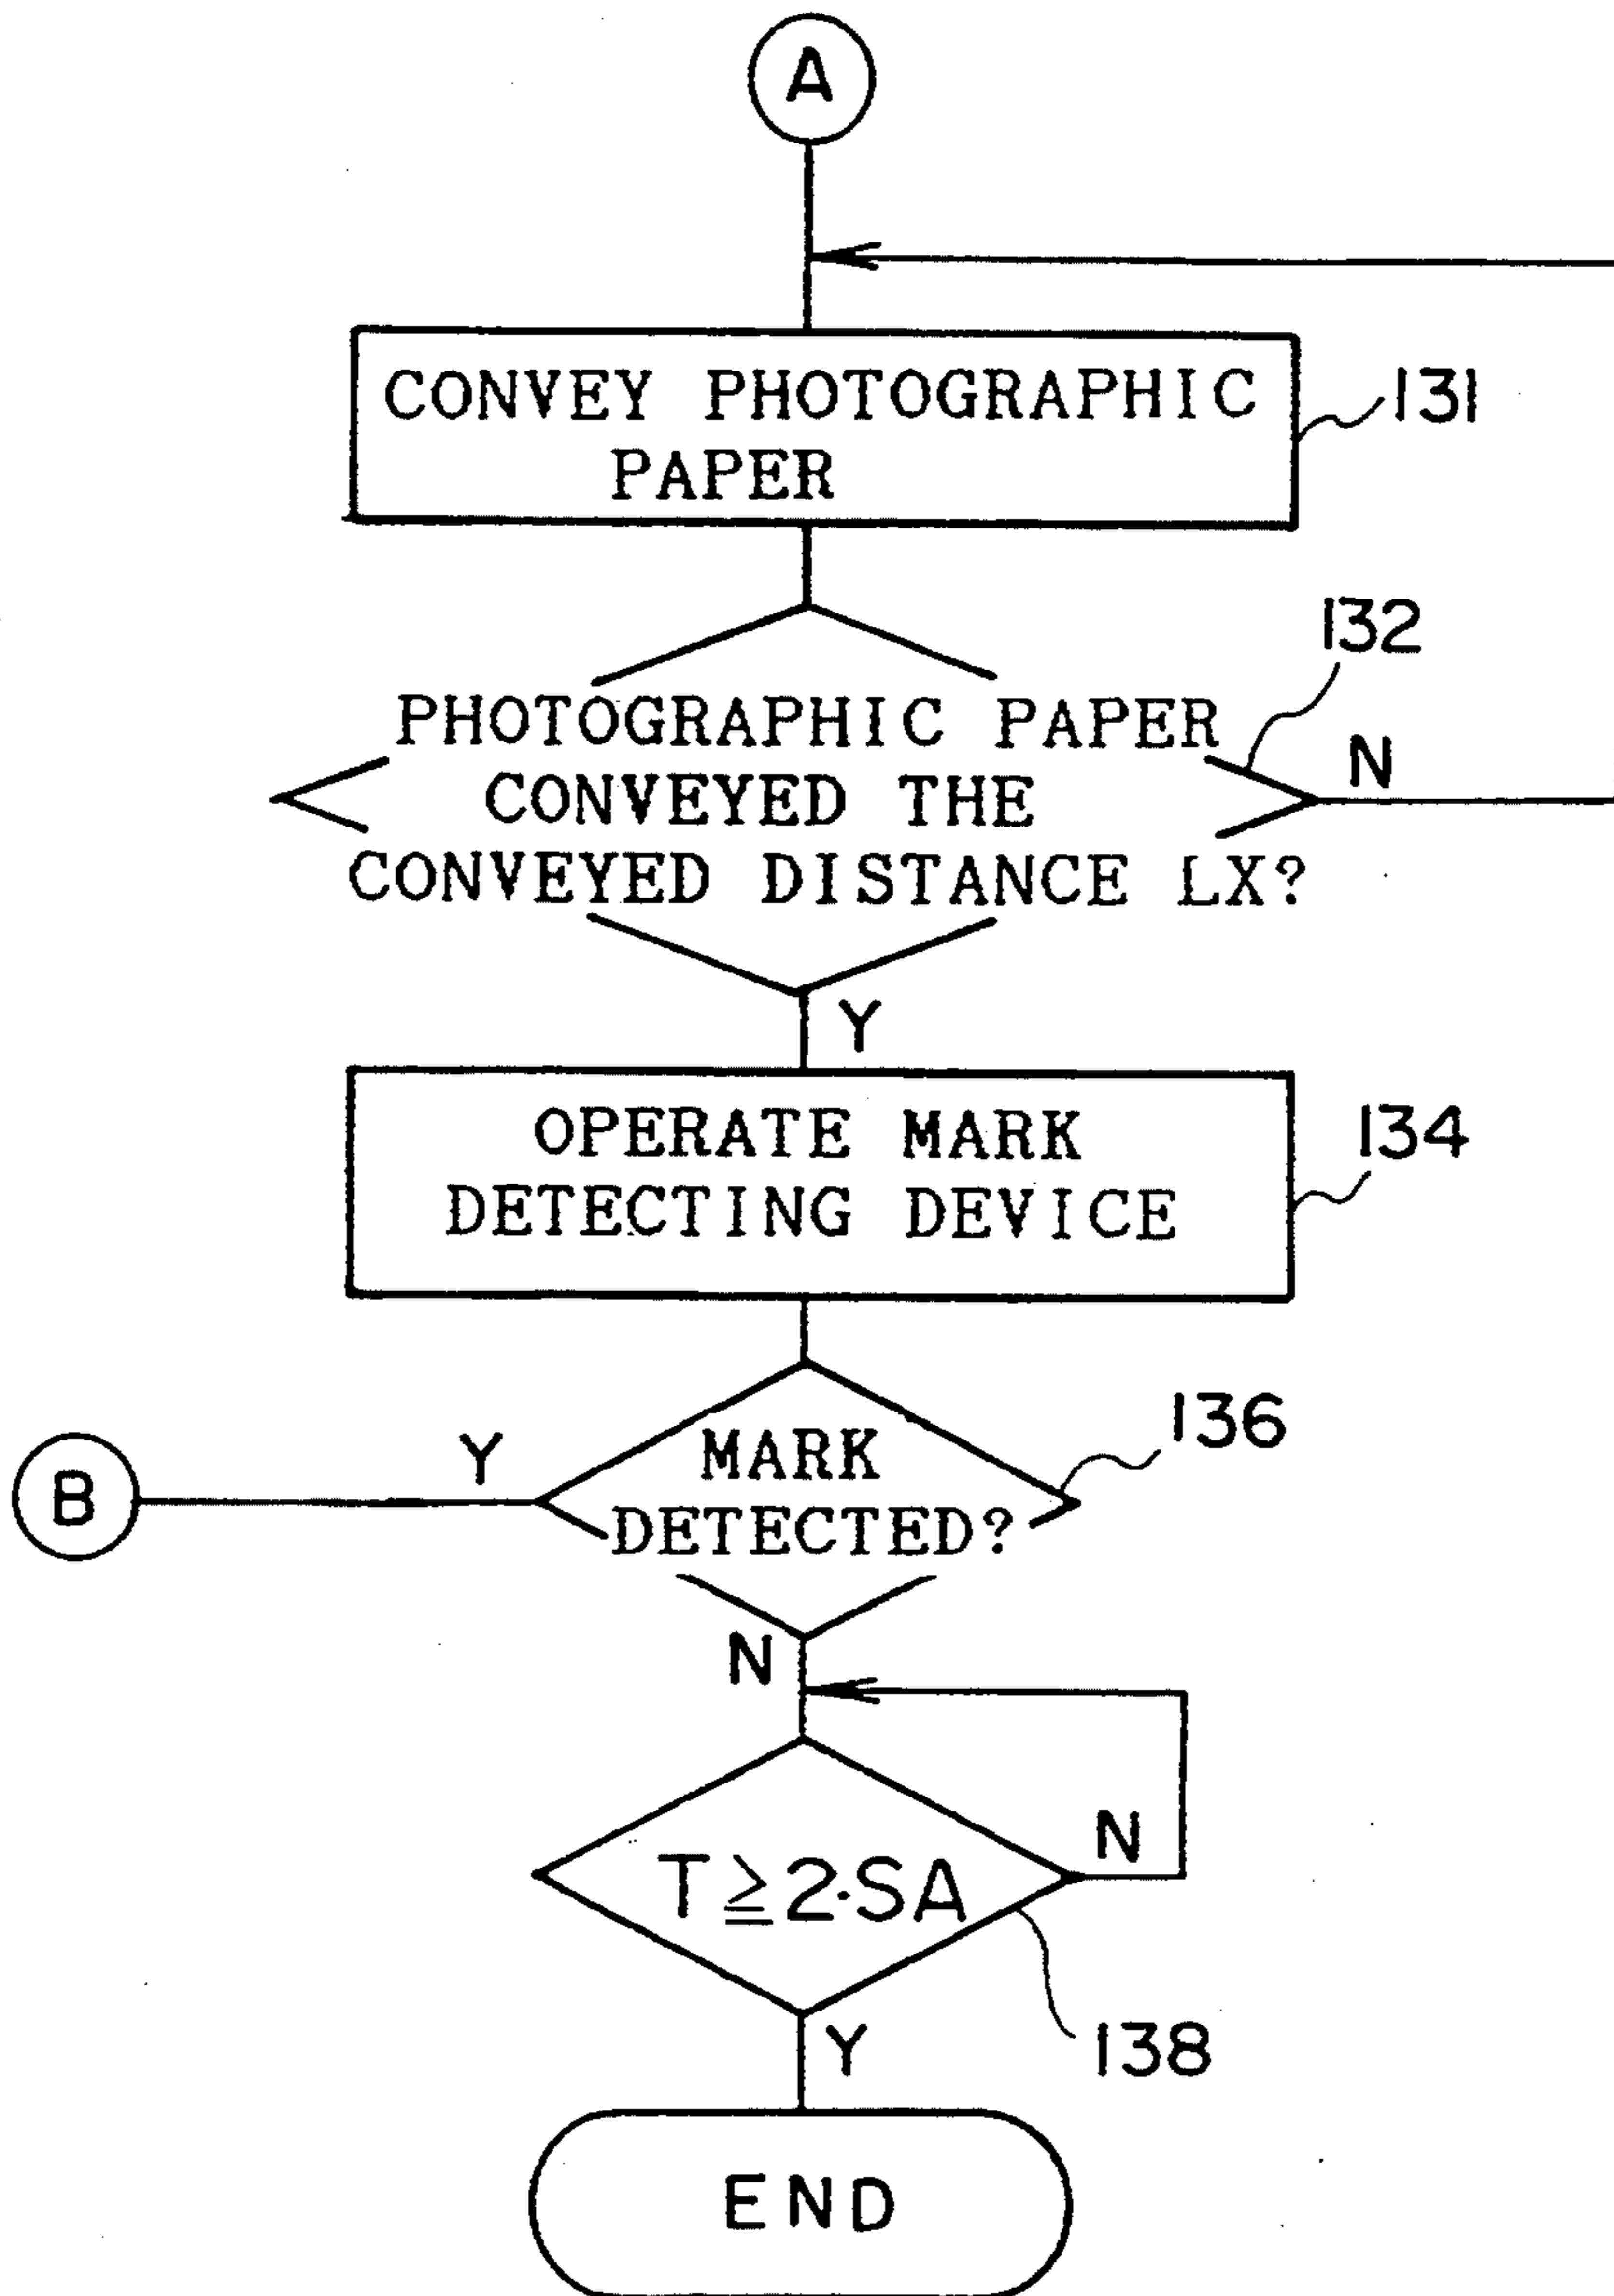 A
CONVEY PHOTOGRAPHIC
PAPER
131
132
PHOTOGRAPHIC PAPER
N
CONVEYED THE
CONVEYED DISTANCE LX?
Y
OPERATE MARK
134
DETECTING DEVICE
136
Y
MARK
B
DETECTED?
N
N
T≧2·SA
Y
138
END